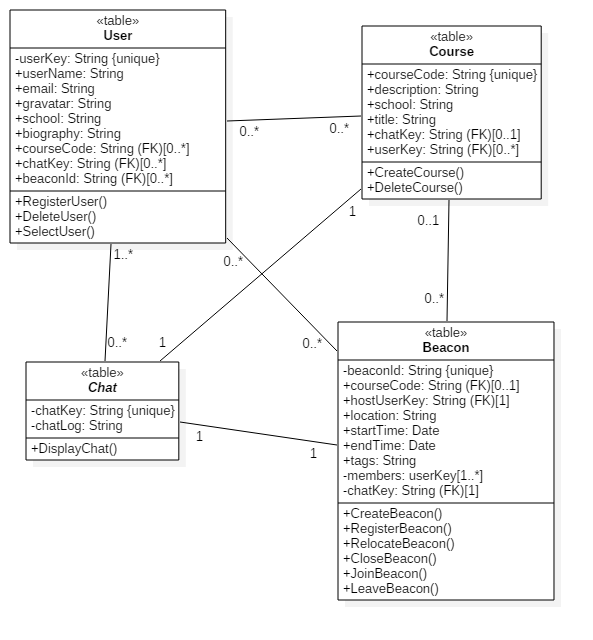 «table»
User
-userKey: String {unique}
+userName: String
+email: String
+gravatar: String
+school: String
+biography: String
+courseCode: String (FK)[0..*]
+chatKey: String (FK)[0..*]
+beaconId: String (FK)[0..*]
+RegisterUser()
+DeleteUser()
+SelectUser()
«table»
Course
+courseCode: String {unique}
+description: String
+school: String
+title: String
+chatKey: String (FK)[0..1]
+userKey: String (FK)[0..*]
+CreateCourse()
+DeleteCourse()
0..*
0..*
1
0..1
1..*
0..*
0..*
0..*
1
0..*
«table»
Chat
-chatKey: String {unique}
-chatLog: String
+DisplayChat()
1
1
«table»
Beacon
-beaconId: String {unique}
+courseCode: String (FK)[0..1]
+hostUserKey: String (FK)[1]
+location: String
+startTime: Date
+endTime: Date
+tags: String
-members: userKey[1..*]
-chatKey: String (FK)[1]
+CreateBeacon()
+RegisterBeacon()
+RelocateBeacon()
+CloseBeacon()
+JoinBeacon()
+LeaveBeacon()